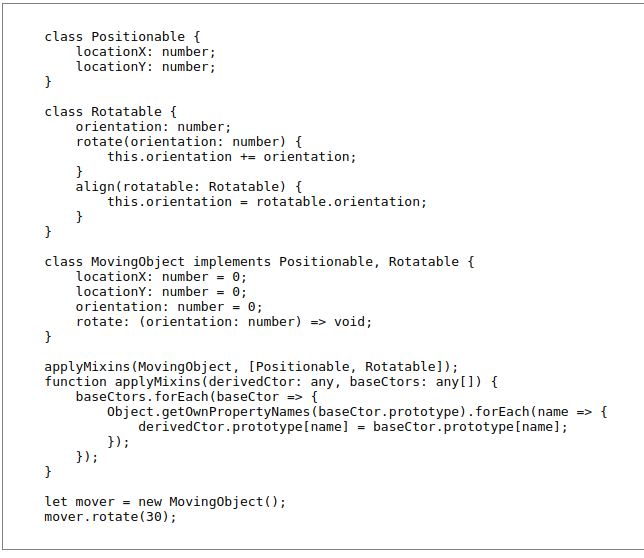 class Positionable {
    locationX: number;
    locationY: number;
}
class Rotatable {
    orientation: number;
    rotate(orientation: number) {
        this.orientation += orientation;
    }
    align(rotatable: Rotatable) {
        this.orientation = rotatable.orientation;
    }
}
class MovingObject implements Positionable, Rotatable {
    locationX: number = 0;
    locationY: number = 0;
    orientation: number = 0;
    rotate: (orientation: number) => void;
}
applyMixins(MovingObject, [Positionable, Rotatable]);
function applyMixins(derivedCtor: any, baseCtors: any[]) {
    baseCtors.forEach(baseCtor => {
        Object.getOwnPropertyNames(baseCtor.prototype).forEach(name => {
            derivedCtor.prototype[name] = baseCtor.prototype[name];
        });
    });
}
let mover = new MovingObject();
mover.rotate(30);